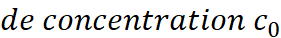 de concentration c₀